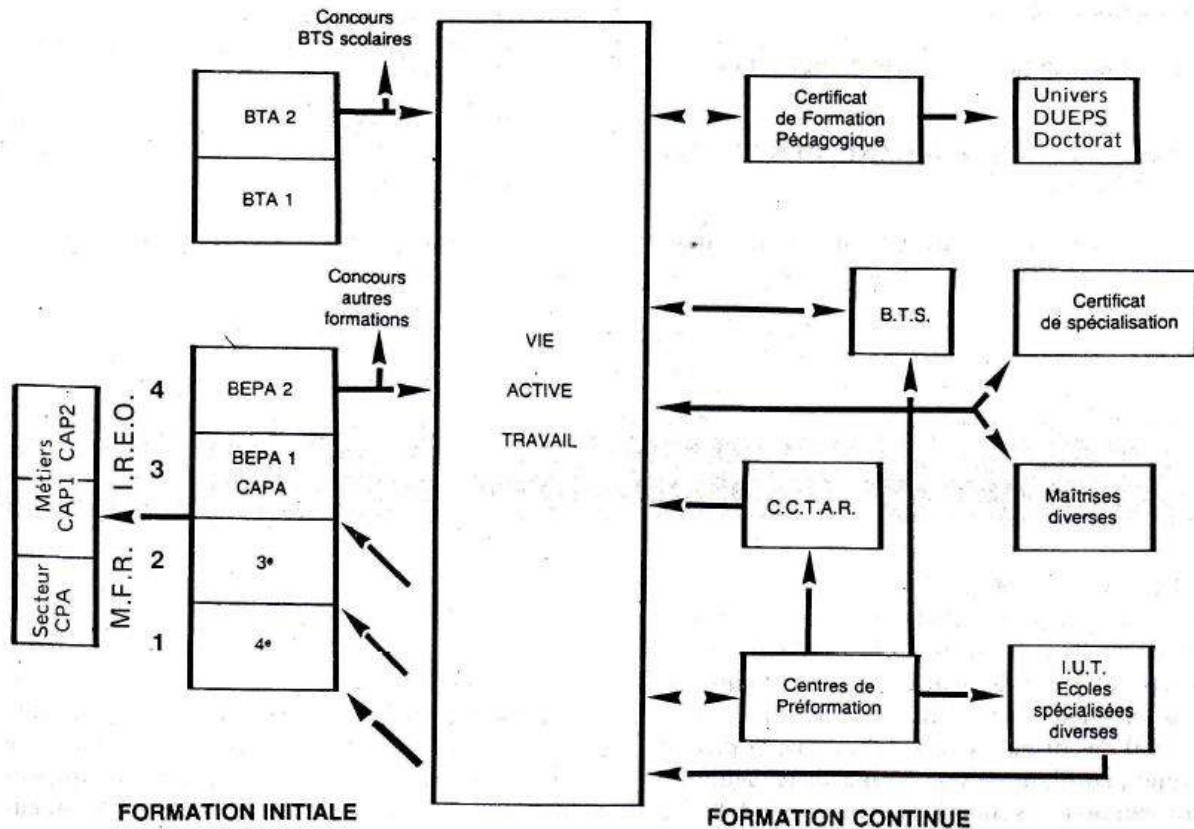 Concours
BTS scolaires
BTA 2
BTA 1
Concours
autres
formations
BEPA 2
BEPA 1
CAPA
3e
4e
4
3
2
1
I.R.E.O.
M.F.R.
Métiers
CAP1 CAP2
Secteur
CPA
FORMATION INITIALE
VIE
ACTIVE
TRAVAIL
Certificat
de Formation
Pédagogique
Univers
DUEPS
Doctorat
B.T.S.
Certificat
de spécialisation
C.C.T.A.R.
Maîtrises
diverses
Centres de
Préformation
I.U.T.
Ecoles
spécialisées
diverses
FORMATION CONTINUE